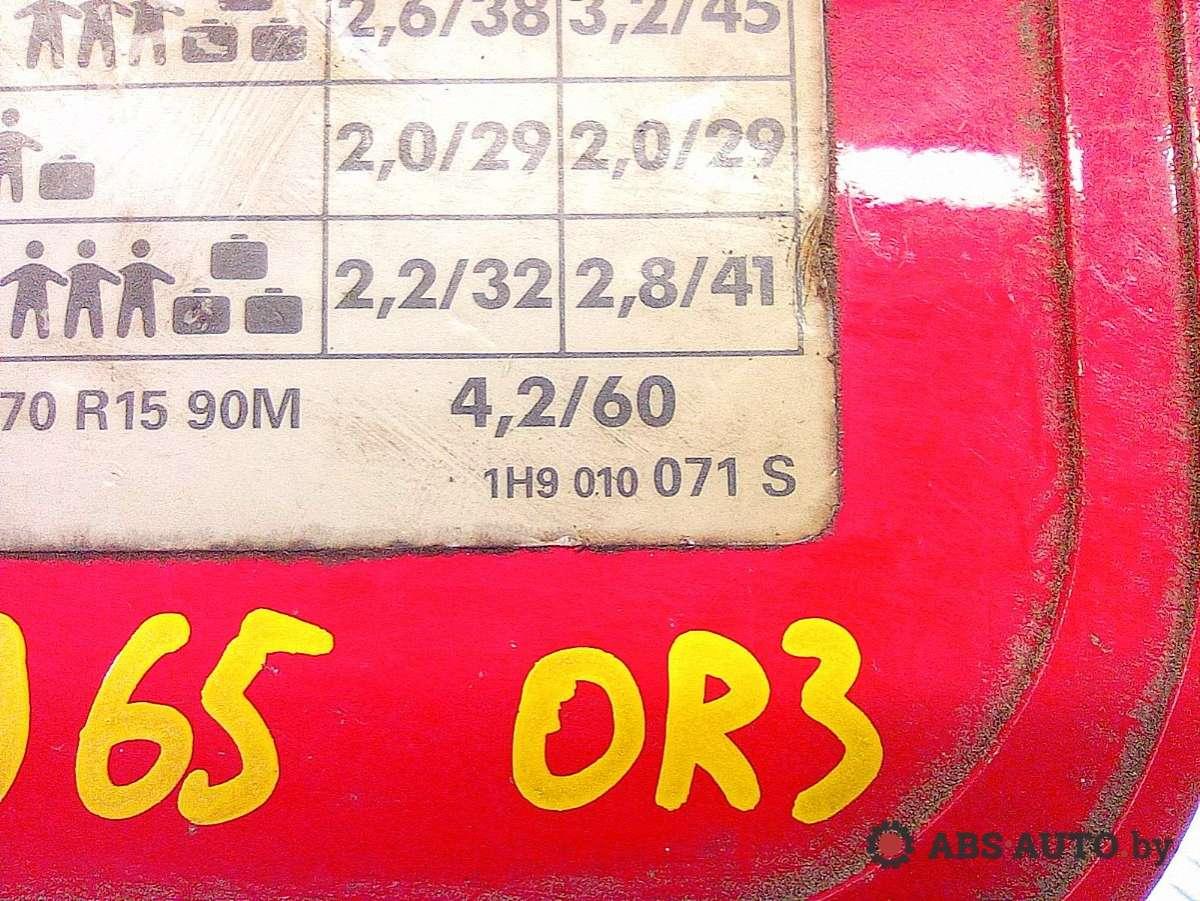 2,6/38 3,2/45
2,0/29 2,0/29
2,2/32 2,8/41
70 R15 90M 4,2/60
1H9 010 071 S
65 OR3
ABS AUTO by